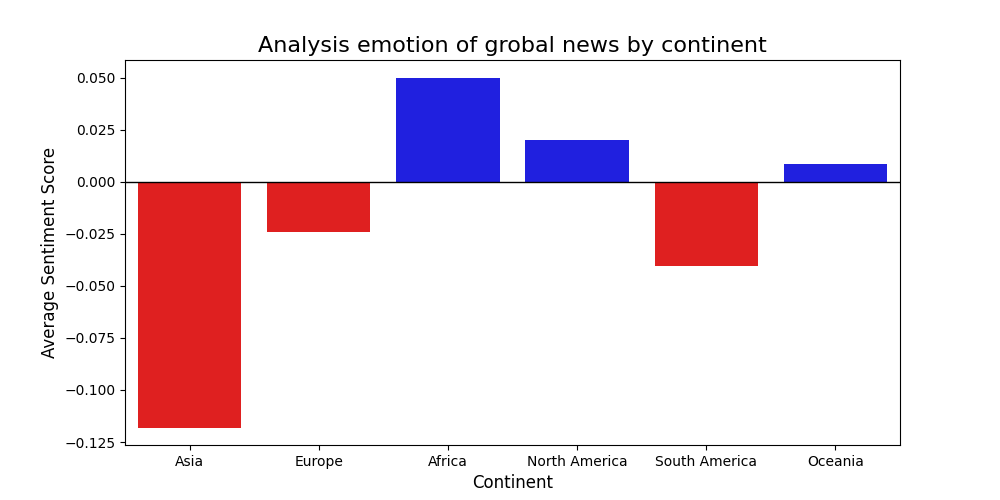 Analysis emotion of grobal news by continent
0.050
0.025
0.000
−0.025
−0.050
−0.075
−0.100
−0.125
Average Sentiment Score
Asia Europe Africa North America South America Oceania
Continent